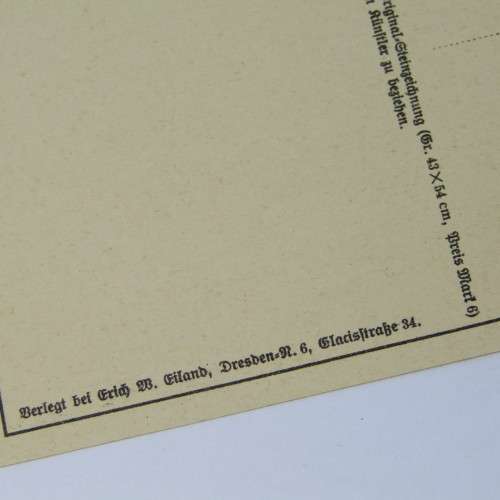 riginal-Steinzeichnung (Gr. 43 × 54 cm, Preis Mark 6)
n Künstler zu beziehen.
Verlegt bei Erich W. Eiland, Dresden-N. 6, Glacisstraße 34.